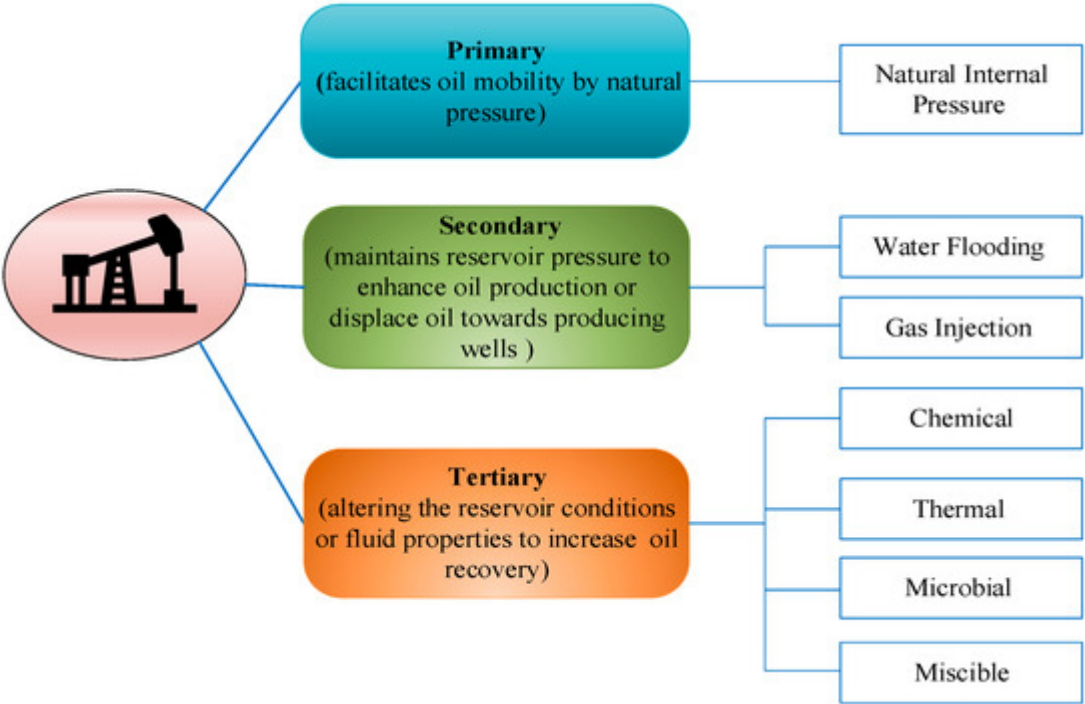 Primary
(facilitates oil mobility by natural
pressure)
Natural Internal
Pressure
Secondary
(maintains reservoir pressure to
enhance oil production or
displace oil towards producing
wells )
Water Flooding
Gas Injection
Tertiary
(altering the reservoir conditions
or fluid properties to increase oil
recovery)
Chemical
Thermal
Microbial
Miscible